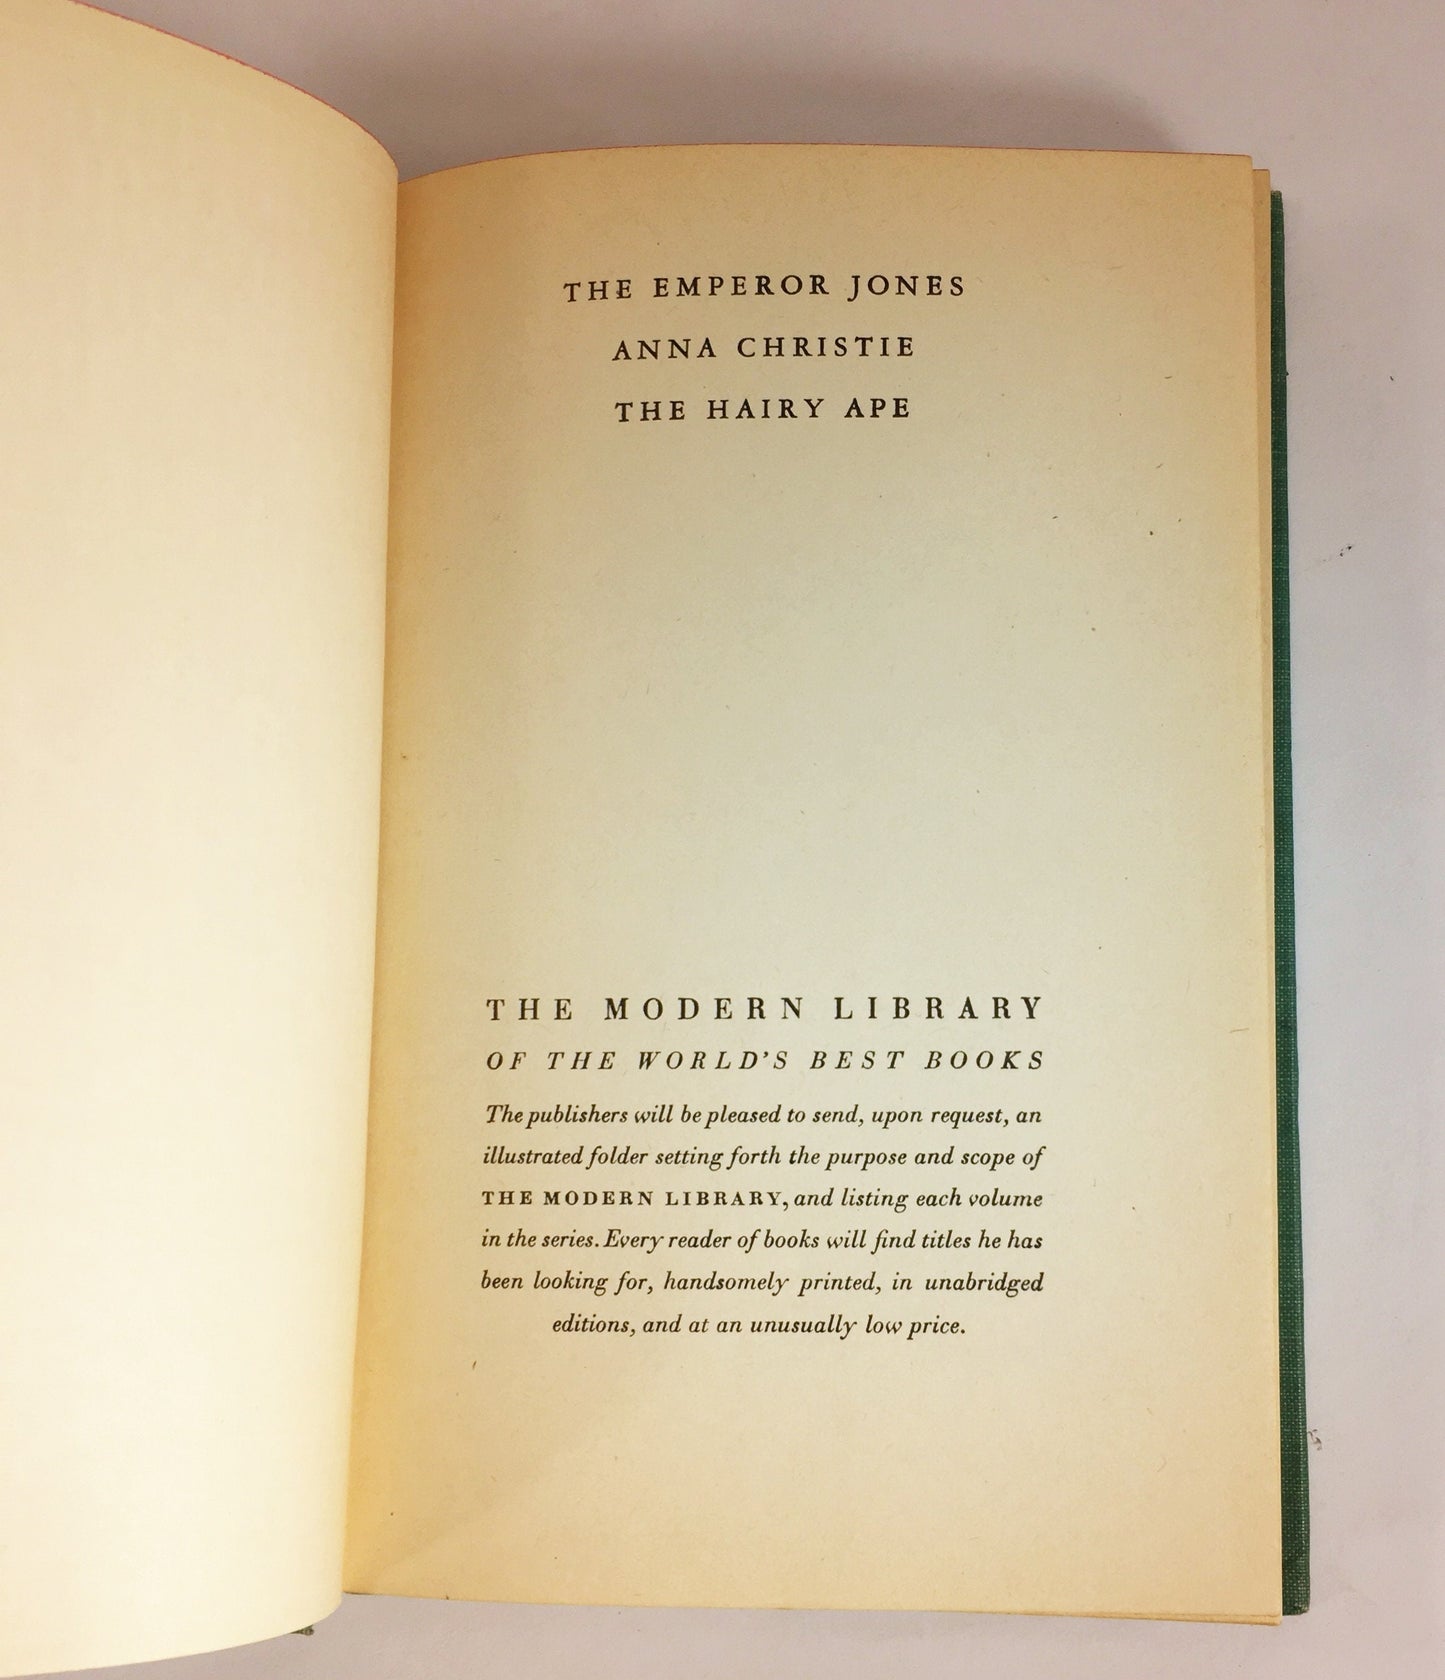 THE EMPEROR JONES
ANNA CHRISTIE
THE HAIRY APE
THE MODERN LIBRARY
OF THE WORLD'S BEST BOOKS
The publishers will be pleased to send, upon request, an
illustrated folder setting forth the purpose and scope of
THE MODERN LIBRARY, and listing each volume
in the series. Every reader of books will find titles he has
been looking for, handsomely printed, in unabridged
editions, and at an unusually low price.